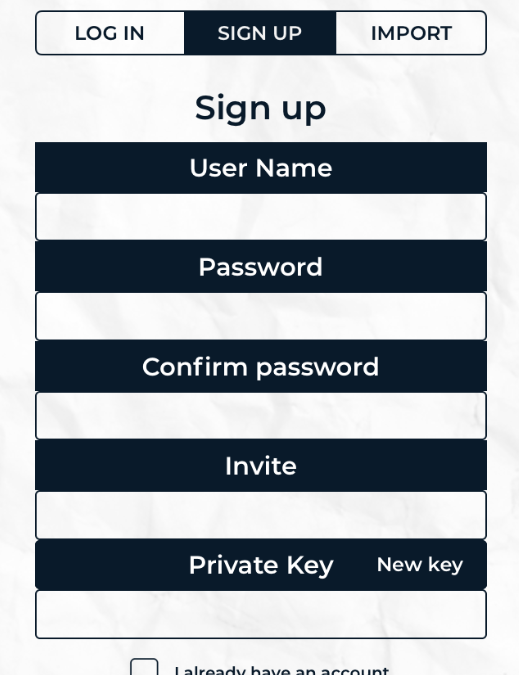 LOG IN SIGN UP IMPORT
Sign up
User Name
Password
Confirm password
Invite
Private Key New key
I already have an account